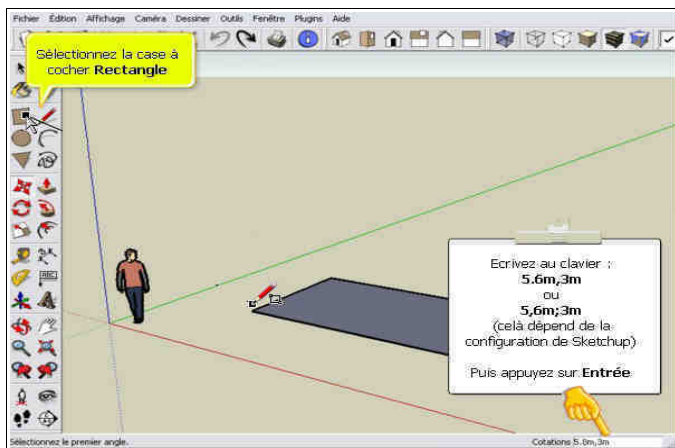 Fichier Édition Affichage Caméra Dessiner Outils Fenêtre Plugins Aide
Sélectionnez la case à
cocher Rectangle
ABC
Ecrivez au clavier :
5.6m,3m
ou
5,6m;3m
(celà dépend de la
configuration de Sketchup)
Puis appuyez sur Entrée
Sélectionnez le premier angle.
Cotations 5.8m,3m